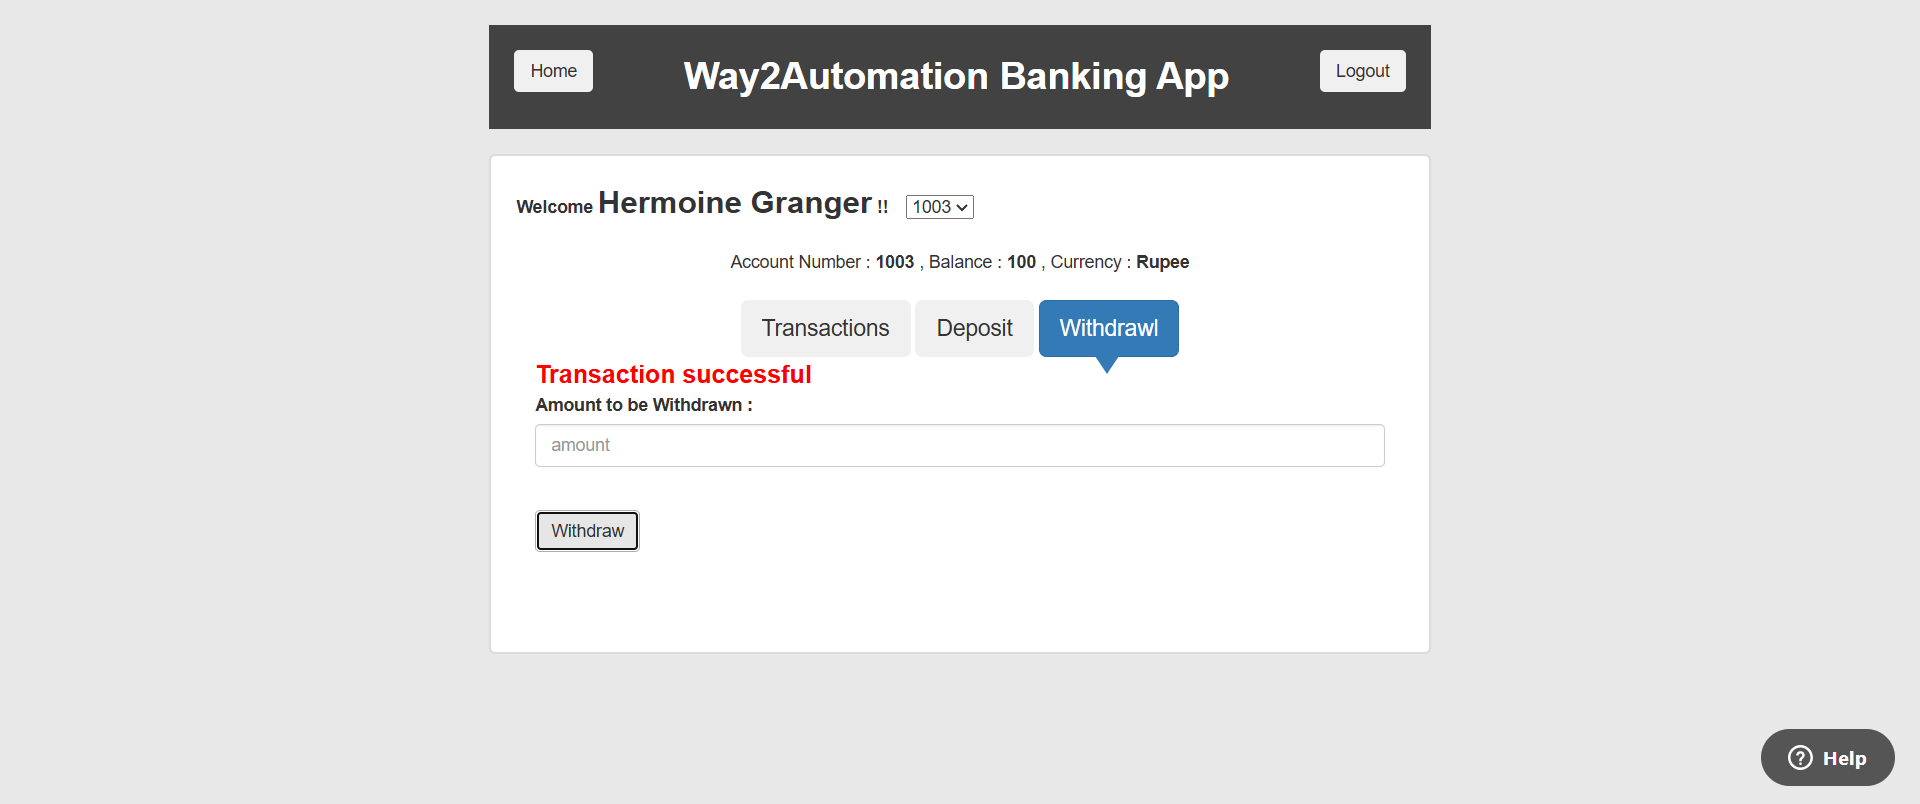 Home
Way2Automation Banking App
Logout
Welcome Hermoine Granger !! 1003
Account Number : 1003 , Balance : 100 , Currency : Rupee
Transactions
Deposit
Withdrawl
Transaction successful
Amount to be Withdrawn :
amount
Withdraw
Help